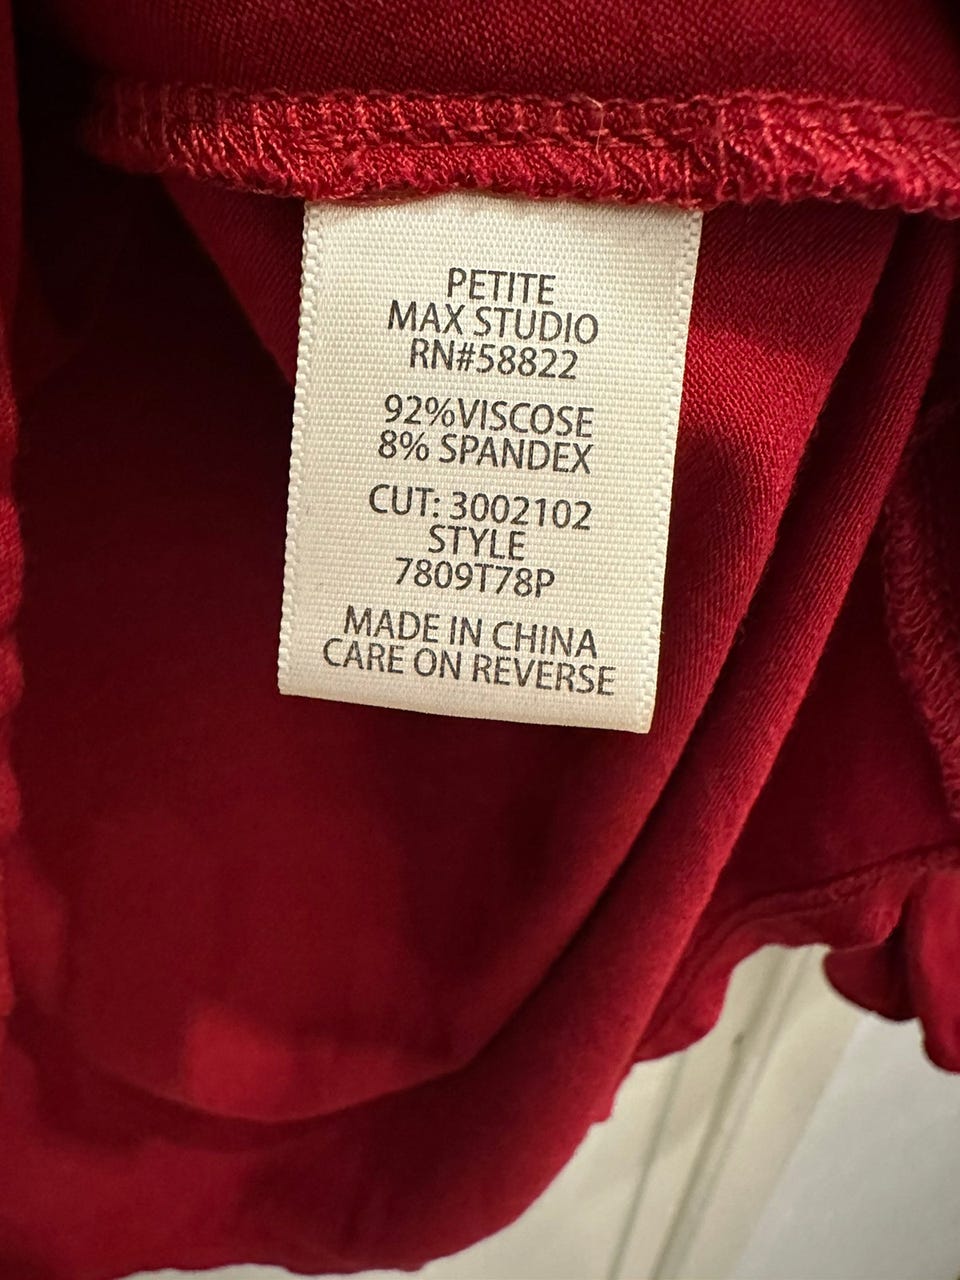 PETITE
MAX STUDIO
RN#58822
92%VISCOSE
8% SPANDEX
CUT: 3002102
STYLE
7809T78P
MADE IN CHINA
CARE ON REVERSE